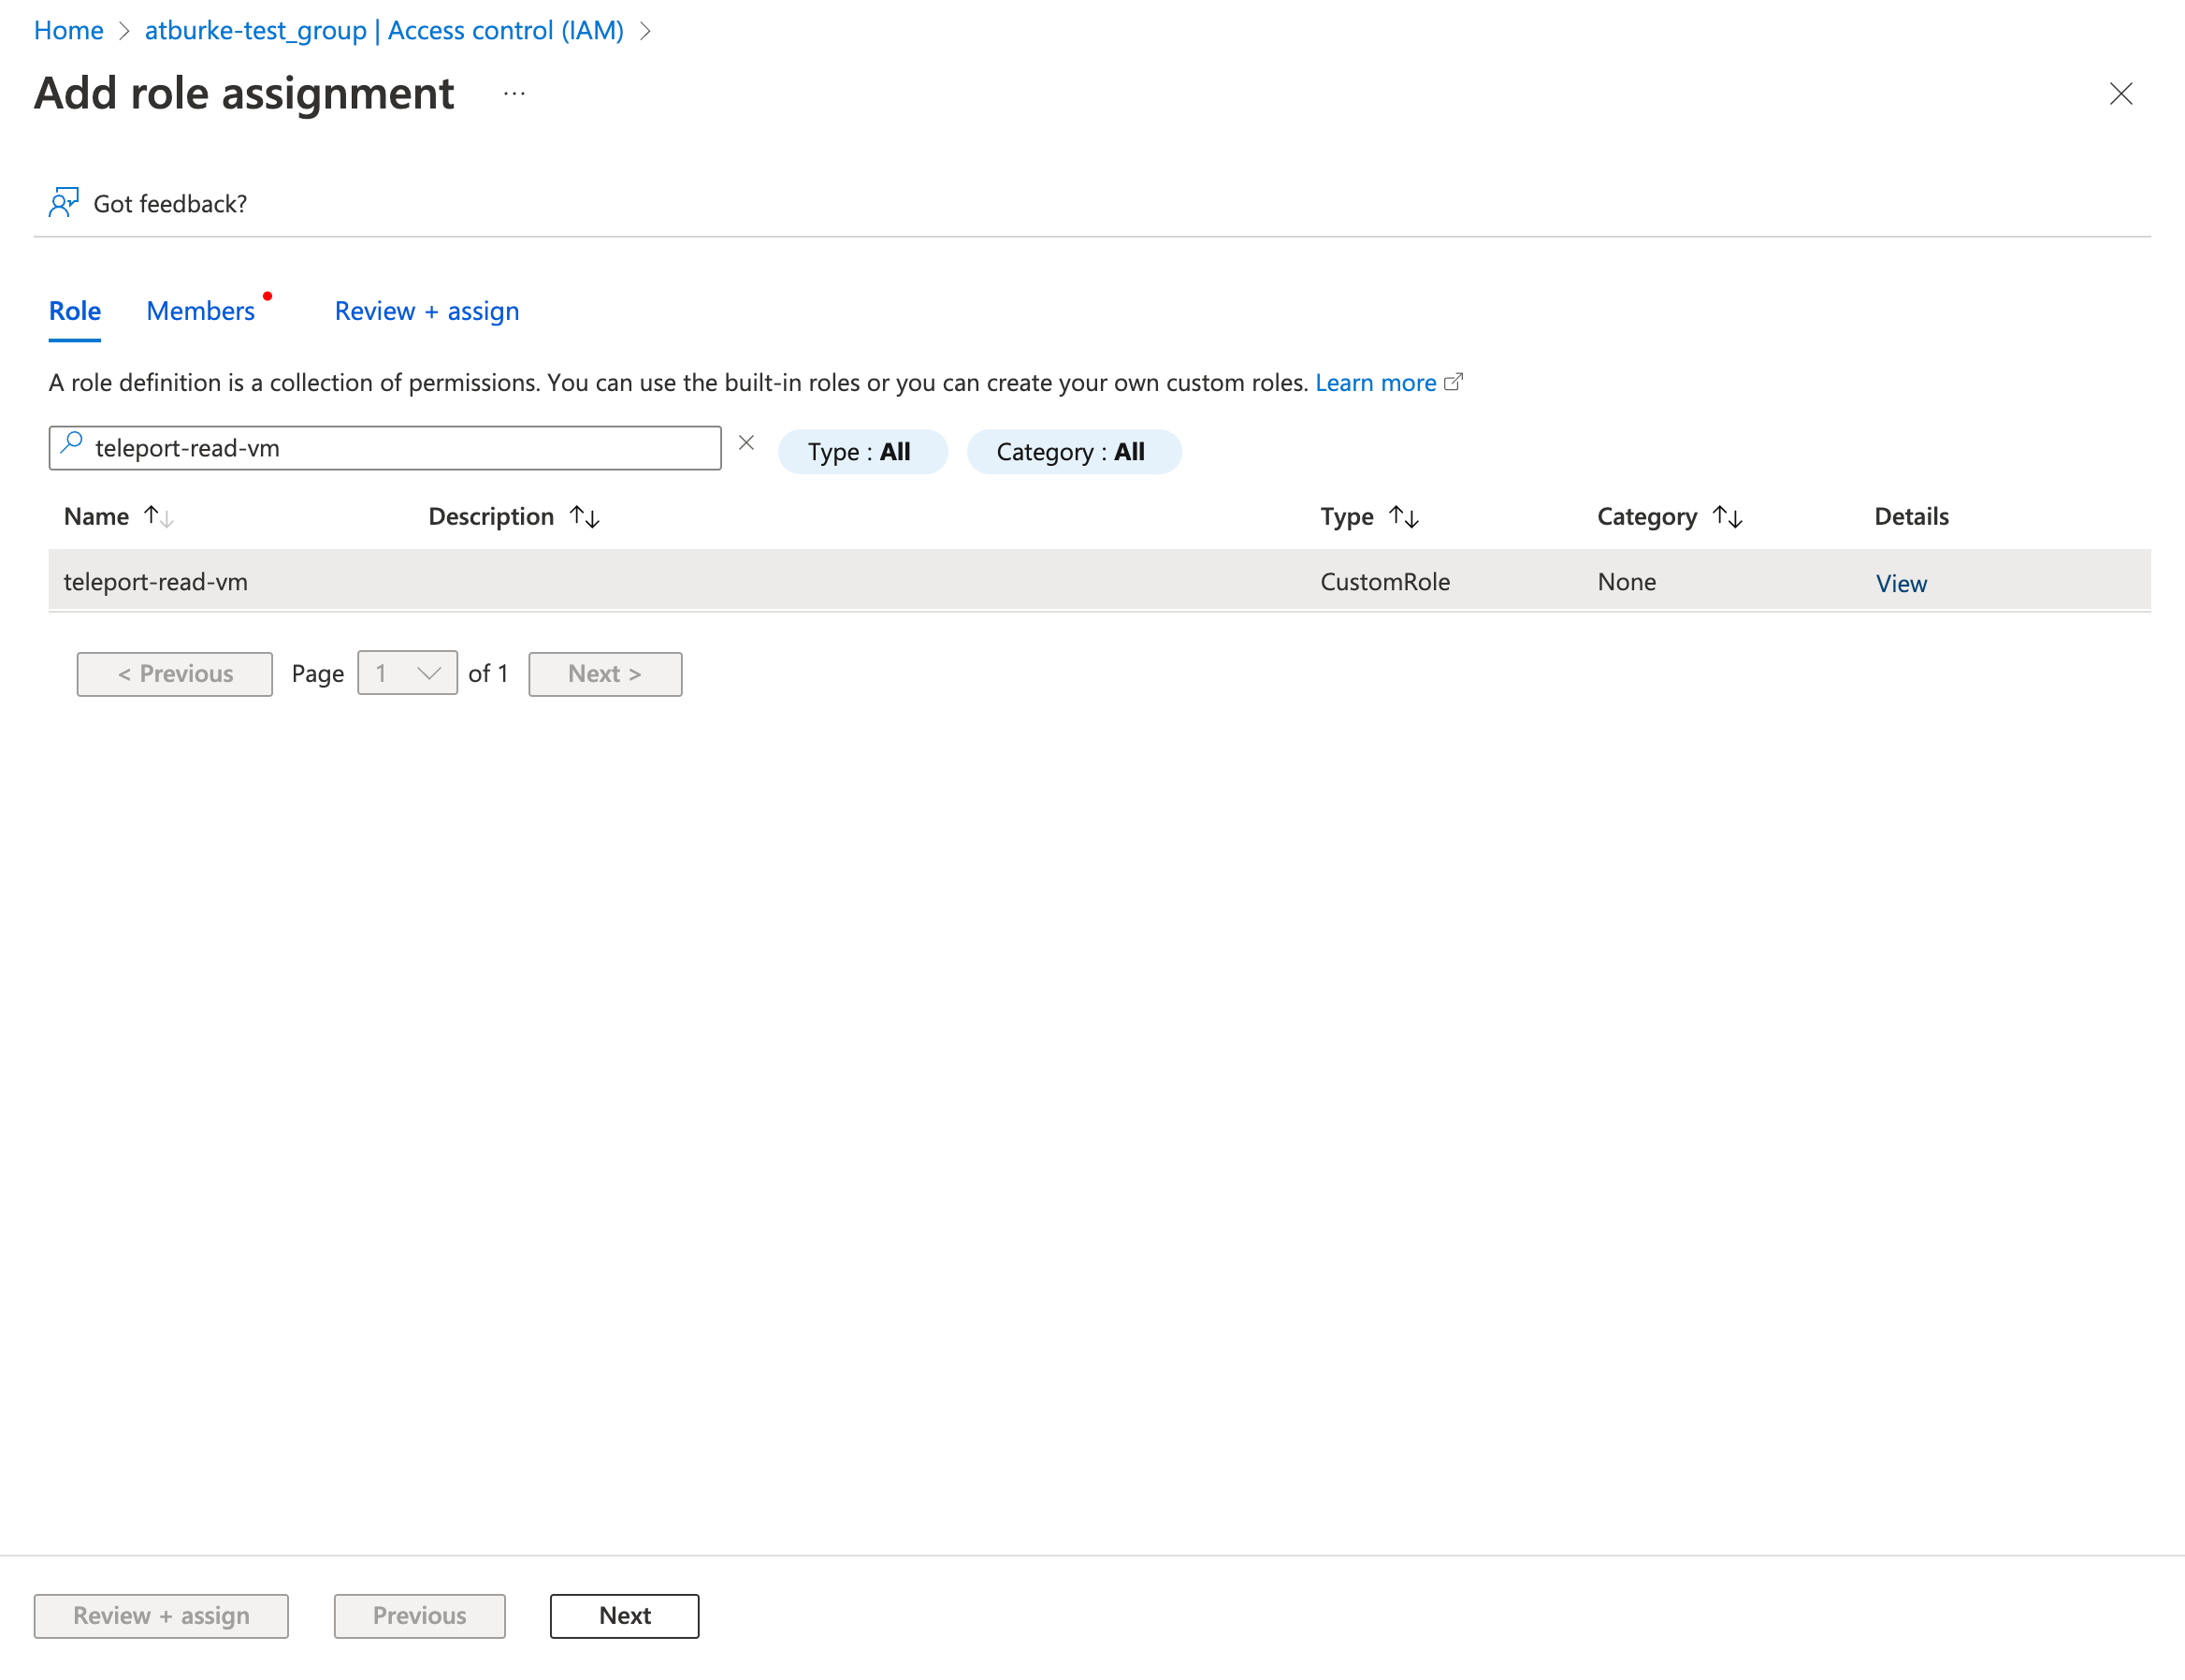 Home > atburke-test_group | Access control (IAM) >
Add role assignment ...
Got feedback?
Role Members Review + assign
A role definition is a collection of permissions. You can use the built-in roles or you can create your own custom roles. Learn more
teleport-read-vm Type : All Category : All
Name Description Type Category Details
teleport-read-vm CustomRole None View
< Previous Page 1 of 1 Next >
Review + assign Previous Next